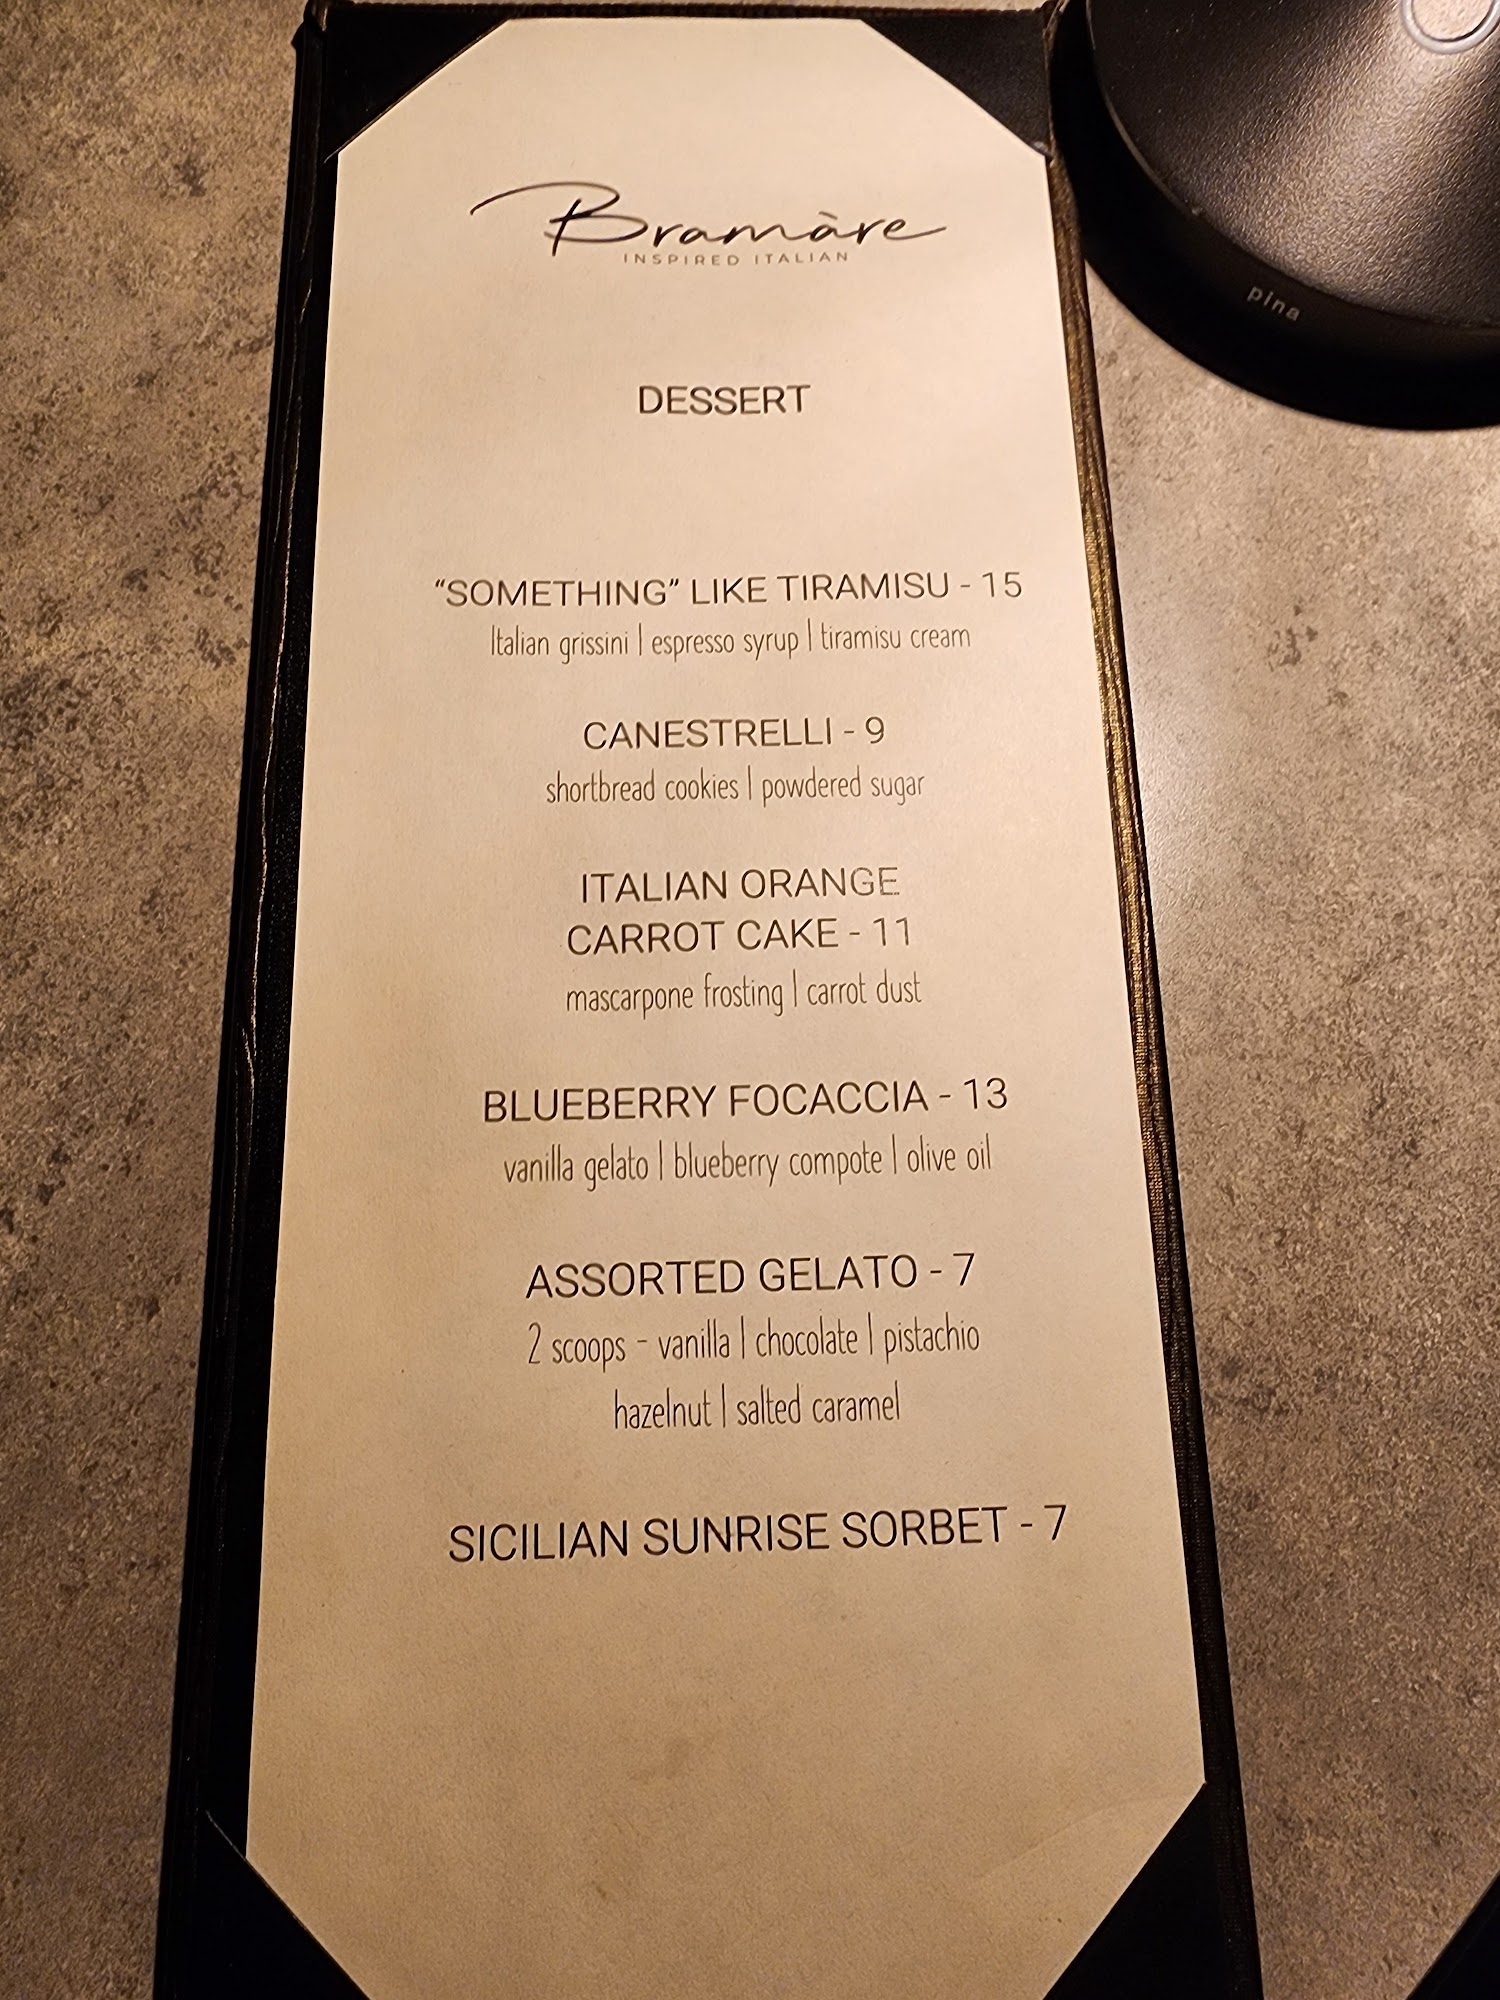 Bramàre
INSPIRED ITALIAN
pina
DESSERT
“SOMETHING” LIKE TIRAMISU - 15
Italian grissini | espresso syrup | tiramisu cream
CANESTRELLI - 9
shortbread cookies | powdered sugar
ITALIAN ORANGE
CARROT CAKE - 11
mascarpone frosting | carrot dust
BLUEBERRY FOCACCIA - 13
vanilla gelato | blueberry compote | olive oil
ASSORTED GELATO - 7
2 scoops - vanilla | chocolate | pistachio
hazelnut | salted caramel
SICILIAN SUNRISE SORBET - 7